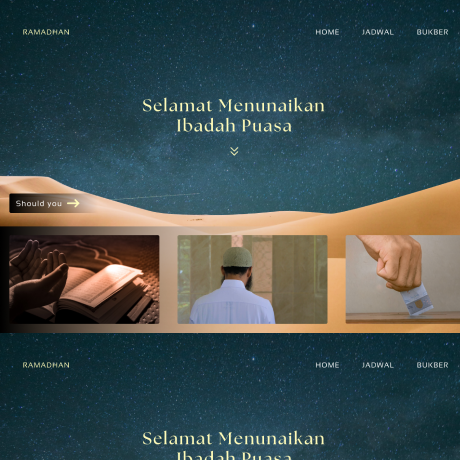 RAMADHAN
HOME JADWAL BUKBER
Selamat Menunaikan
Ibadah Puasa
Should you
RAMADHAN
HOME JADWAL BUKBER
Selamat Menunaikan
Ibadah Puasa